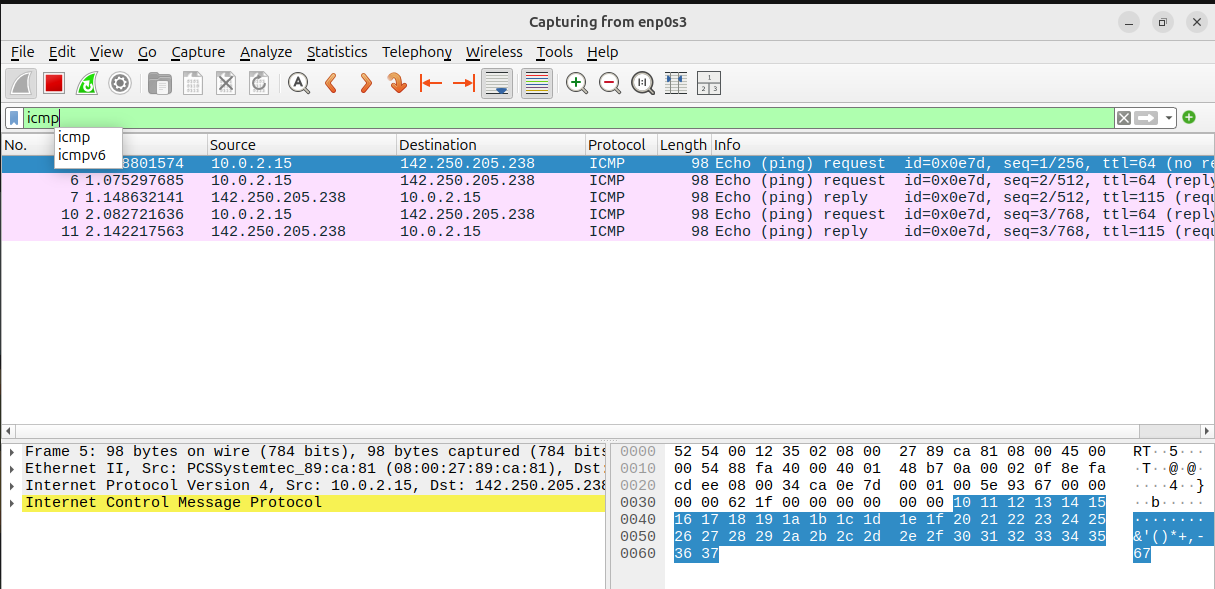 Capturing from enp0s3
File Edit View Go Capture Analyze Statistics Telephony Wireless Tools Help
icmp
icmp
icmpv6
No. Source Destination Protocol Length Info
8801574 10.0.2.15 142.250.205.238 ICMP 98 Echo (ping) request id=0x0e7d, seq=1/256, ttl=64 (no re
6 1.075297685 10.0.2.15 142.250.205.238 ICMP 98 Echo (ping) request id=0x0e7d, seq=2/512, ttl=64 (reply
7 1.148632141 142.250.205.238 10.0.2.15 ICMP 98 Echo (ping) reply id=0x0e7d, seq=2/512, ttl=115 (requ
10 2.082721636 10.0.2.15 142.250.205.238 ICMP 98 Echo (ping) request id=0x0e7d, seq=3/768, ttl=64 (reply
11 2.142217563 142.250.205.238 10.0.2.15 ICMP 98 Echo (ping) reply id=0x0e7d, seq=3/768, ttl=115 (requ
Frame 5: 98 bytes on wire (784 bits), 98 bytes captured (784 bits
Ethernet II, Src: PCSSystemtec_89:ca:81 (08:00:27:89:ca:81), Dst:
Internet Protocol Version 4, Src: 10.0.2.15, Dst: 142.250.205.238
Internet Control Message Protocol
0000 52 54 00 12 35 02 08 00 27 89 ca 81 08 00 45 00 RT··5···
0010 00 54 88 fa 40 00 40 01 48 b7 0a 00 02 0f 8e fa ·T··@·@·
0020 cd ee 08 00 34 ca 0e 7d 00 01 00 5e 93 67 00 00 ····4··}
0030 00 00 62 1f 00 00 00 00 00 00 10 11 12 13 14 15 ··b·····
0040 16 17 18 19 1a 1b 1c 1d 1e 1f 20 21 22 23 24 25 ········
0050 26 27 28 29 2a 2b 2c 2d 2e 2f 30 31 32 33 34 35 &'()*+,-
0060 36 37 67